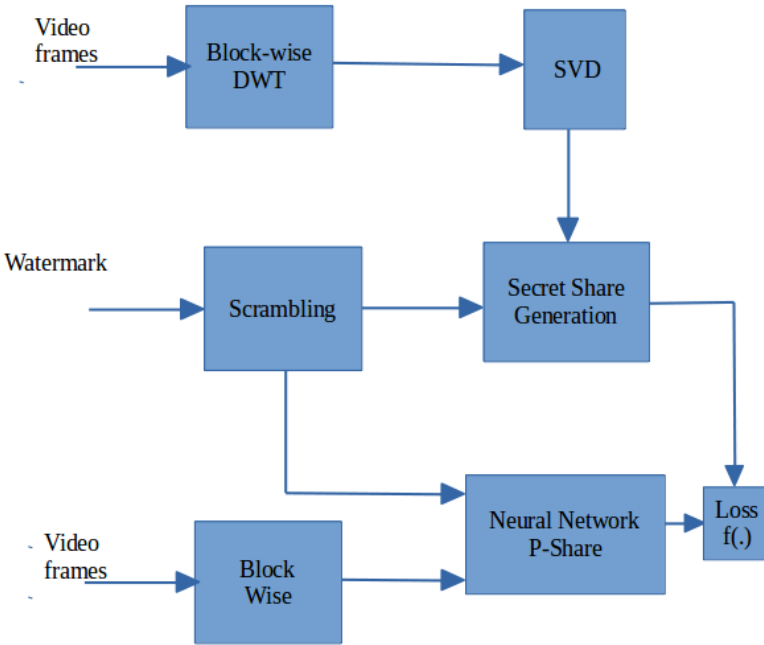 Video
frames
Block-wise
DWT
SVD
Watermark
Scrambling
Secret Share
Generation
Video
frames
Block
Wise
Neural Network
P-Share
Loss
f(.)